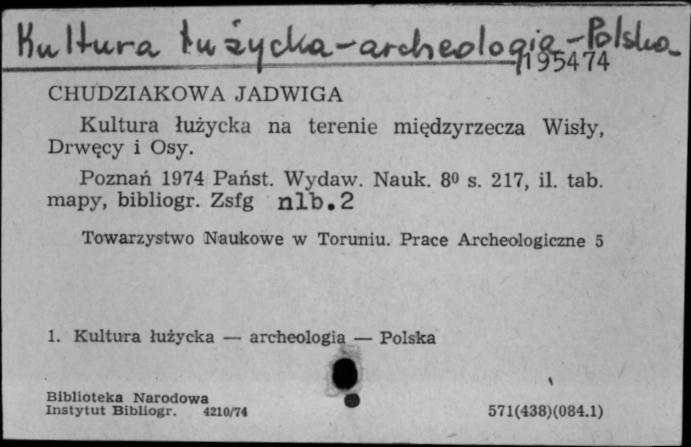 Kultura łużycka-archeologia-Polska
195474
CHUDZIAKOWA JADWIGA
Kultura łużycka na terenie międzyrzecza Wisły,
Drwęcy i Osy.
Poznań 1974 Państ. Wydaw. Nauk. 8⁰ s. 217, il. tab.
mapy, bibliogr. Zsfg nlb.2
Towarzystwo Naukowe w Toruniu. Prace Archeologiczne 5
1. Kultura łużycka — archeologia — Polska
Biblioteka Narodowa
Instytut Bibliogr. 4210/74 571(438)(084.1)